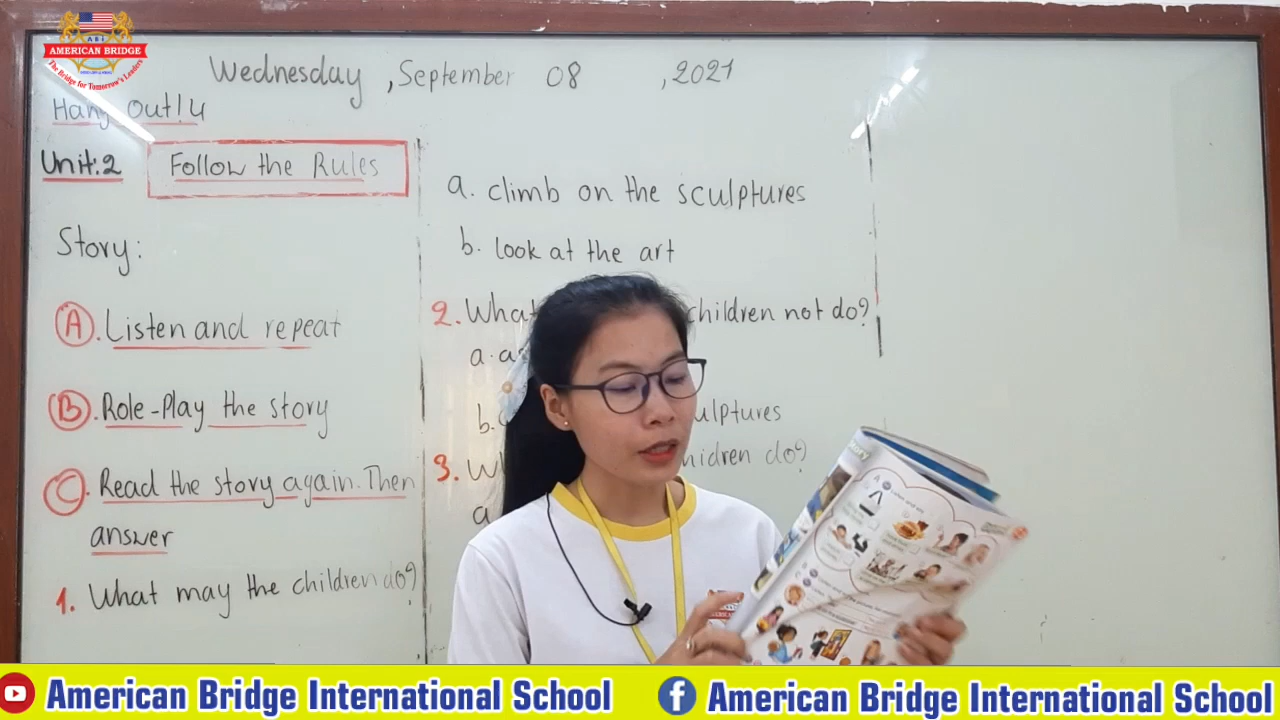 AMERICAN BRIDGE
The Bridge for Tomorrow's Leaders
Wednesday, September 08, 2021
Hang Out! 4
Unit:2 Follow the Rules
Story:
A. Listen and repeat
B. Role-Play the story
C. Read the story again. Then
answer
1. What may the children do?
a. climb on the sculptures
b. look at the art
2. What children not do?
a.
b.
3.
do?
a
Story
American Bridge International School
American Bridge International School